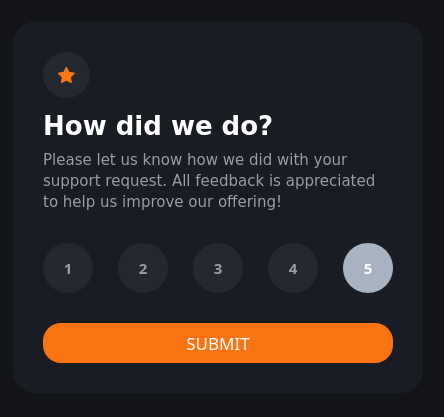 How did we do?
Please let us know how we did with your
support request. All feedback is appreciated
to help us improve our offering!
1 2 3 4 5
SUBMIT